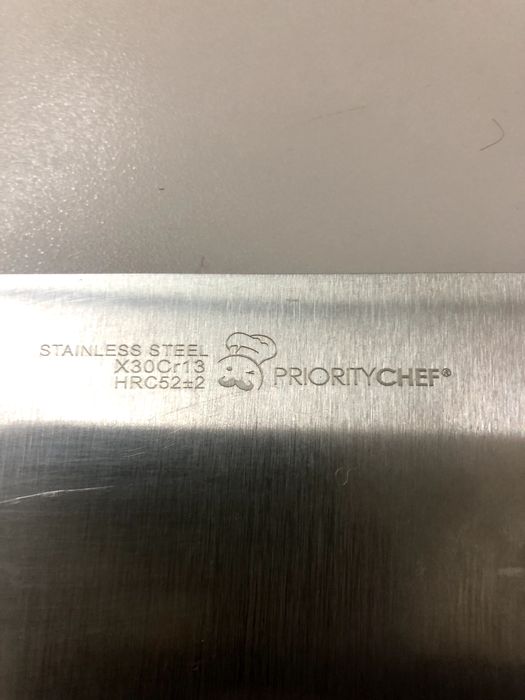 STAINLESS STEEL
X30Cr13
HRC52±2
PRIORITYCHEF®